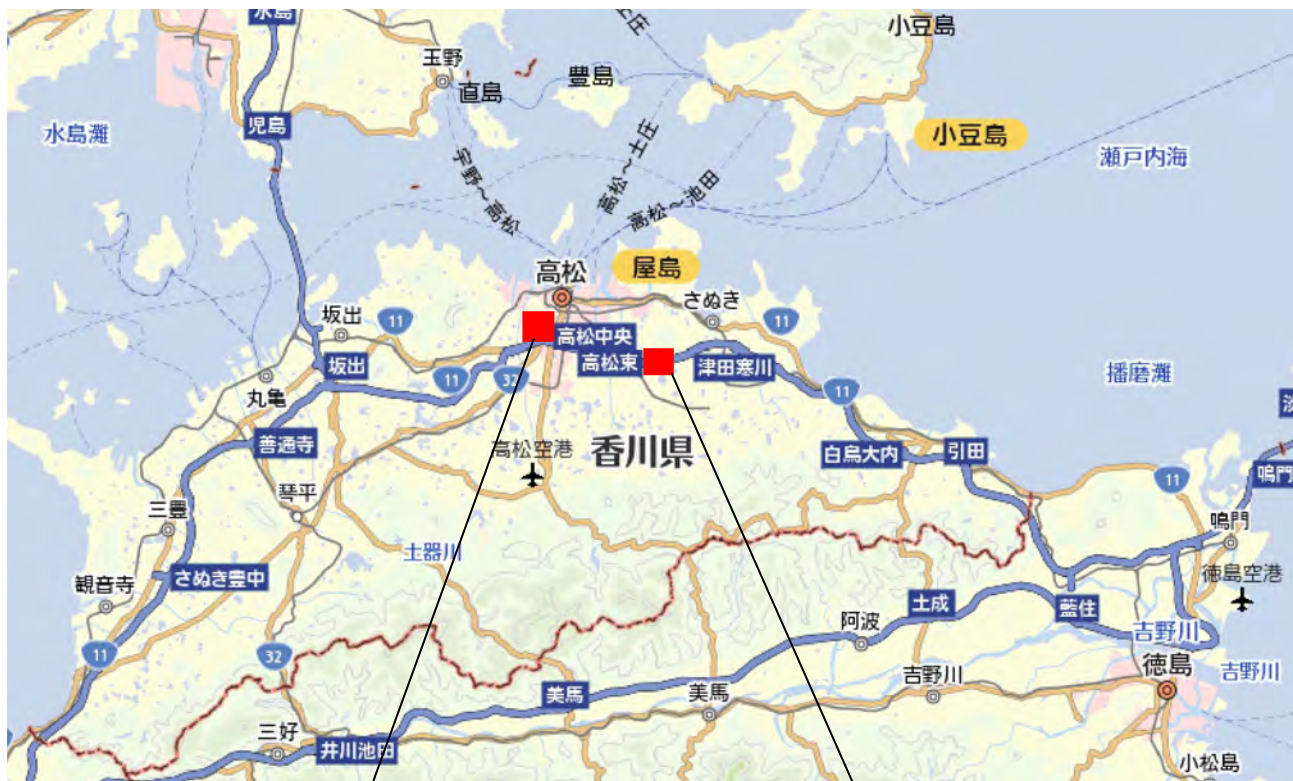 水島
土庄
小豆島
玉野
直島
豊島
水島灘
児島
小豆島
瀬戸内海
宇野～高松
高松～土庄
高松～池田
高松
屋島
さぬき
坂出
11
11
高松中央
高松東
津田寒川
坂出
11
32
11
播磨灘
丸亀
善通寺
高松空港
香川県
白鳥大内
引田
鳴門
琴平
三豊
11
鳴門
土器川
さぬき豊中
観音寺
徳島空港
土成
藍住
阿波
吉野川
11
32
美馬
美馬
吉野川
徳島
吉野川
三好
井川池田
小松島